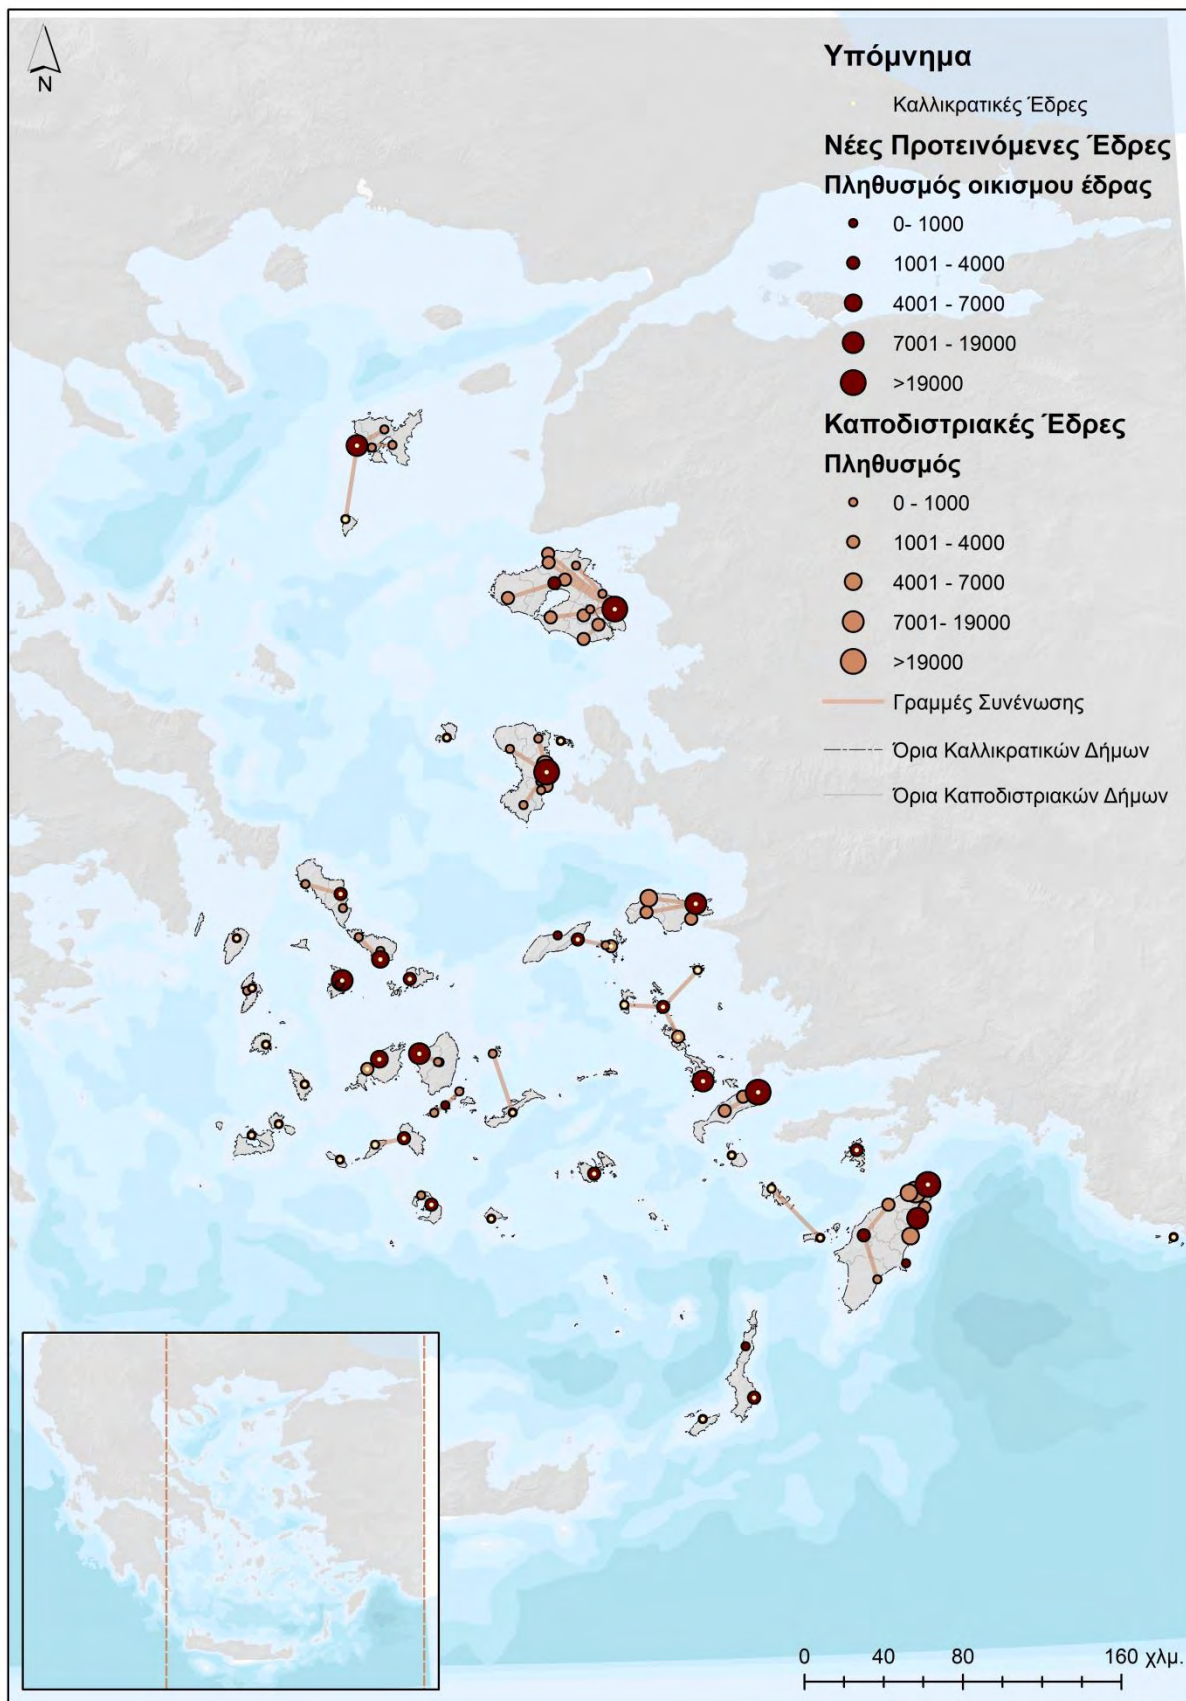 N
Υπόμνημα
Καλλικρατικές Έδρες
Νέες Προτεινόμενες Έδρες
Πληθυσμός οικισμου έδρας
0- 1000
1001 - 4000
4001 - 7000
7001 - 19000
>19000
Καποδιστριακές Έδρες
Πληθυσμός
0 - 1000
1001 - 4000
4001 - 7000
7001- 19000
>19000
Γραμμές Συνένωσης
Όρια Καλλικρατικών Δήμων
Όρια Καποδιστριακών Δήμων
0 40 80 160 χλμ.